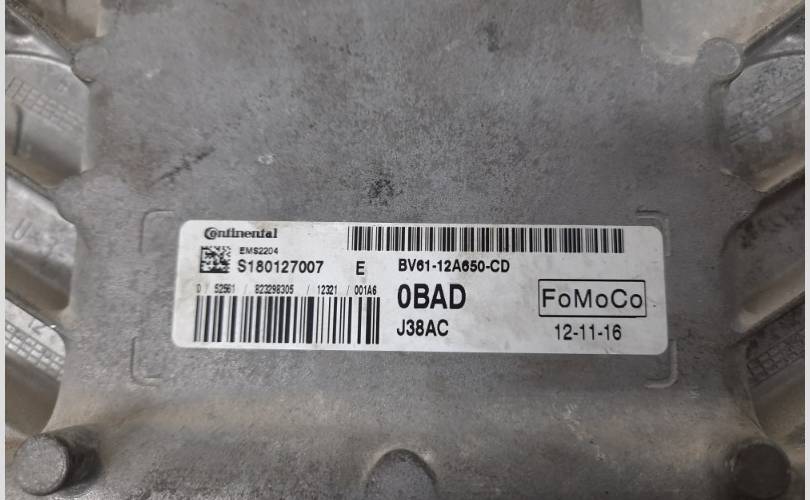 Continental
EMS2204
S180127007 E BV61-12A650-CD
0 / 52561 / 823298305 / 12321 / 001A6
0BAD FoMoCo
J38AC 12-11-16